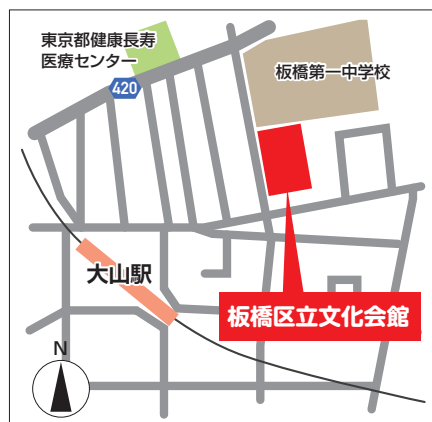 東京都健康長寿
医療センター
420
板橋第一中学校
大山駅
板橋区立文化会館
N